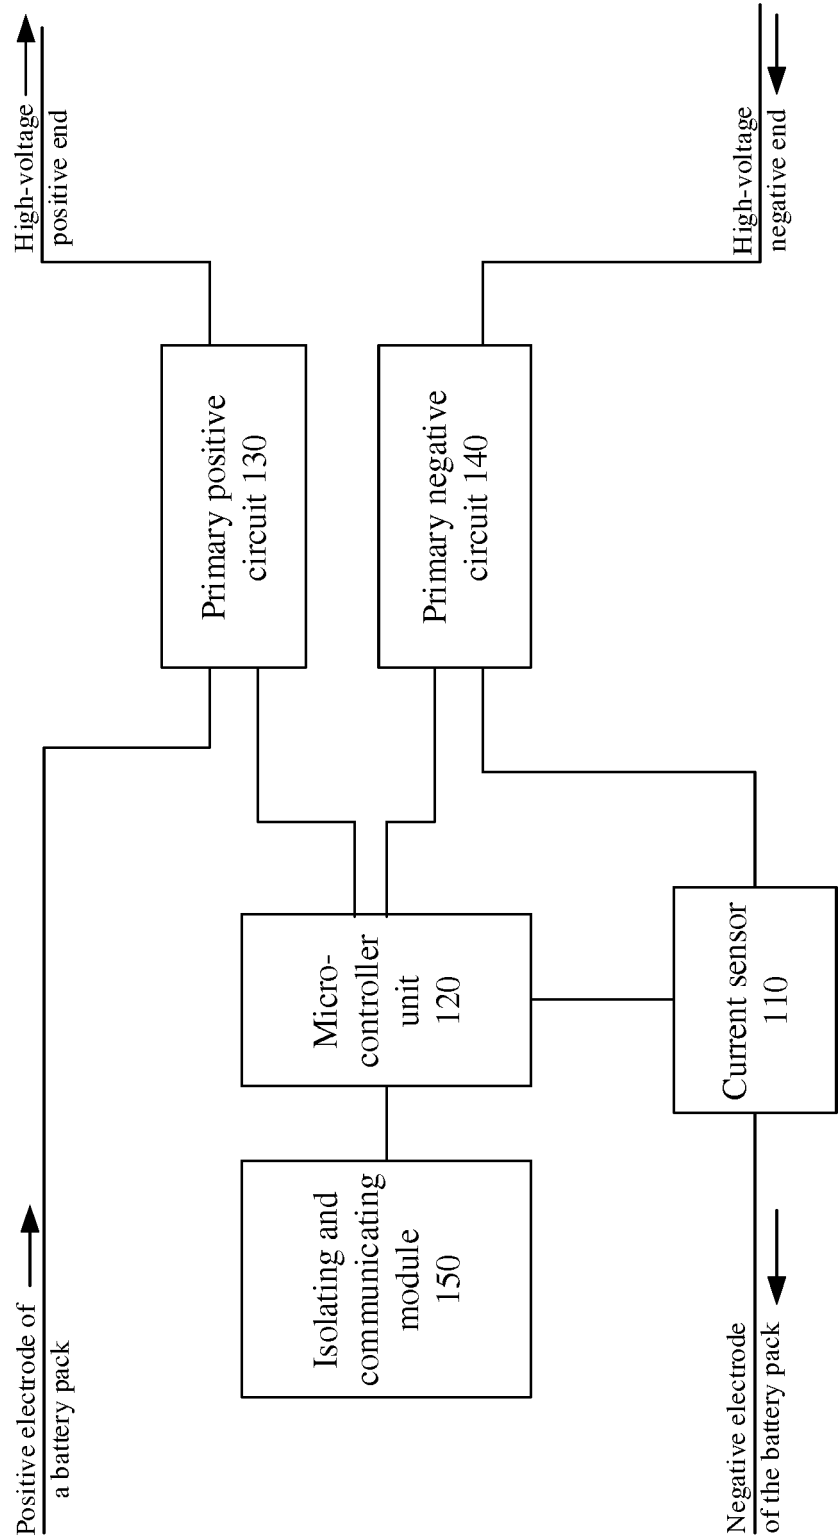 Positive electrode of
a battery pack
High-voltage
positive end
Primary positive
circuit 130
Isolating and
communicating
module
150
Micro-
controller
unit
120
Primary negative
circuit 140
Current sensor
110
Negative electrode
of the battery pack
High-voltage
negative end